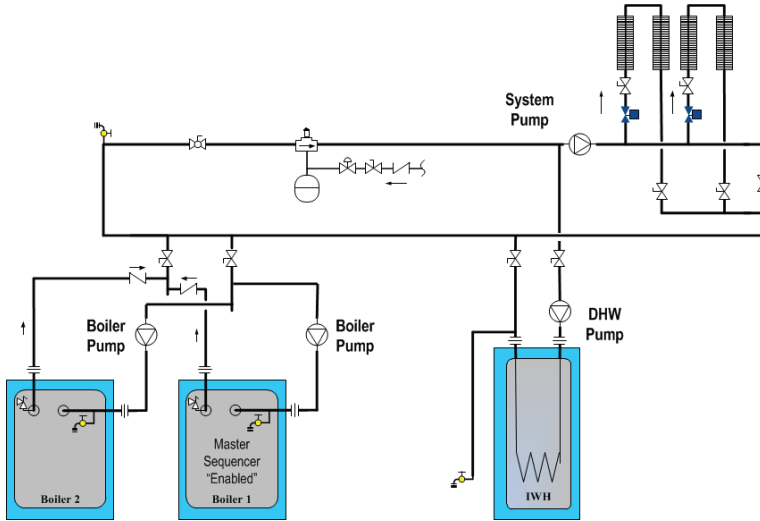 System
Pump
Boiler
Pump
Boiler
Pump
DHW
Pump
Master
Sequencer
"Enabled"
Boiler 2
Boiler 1
IWH